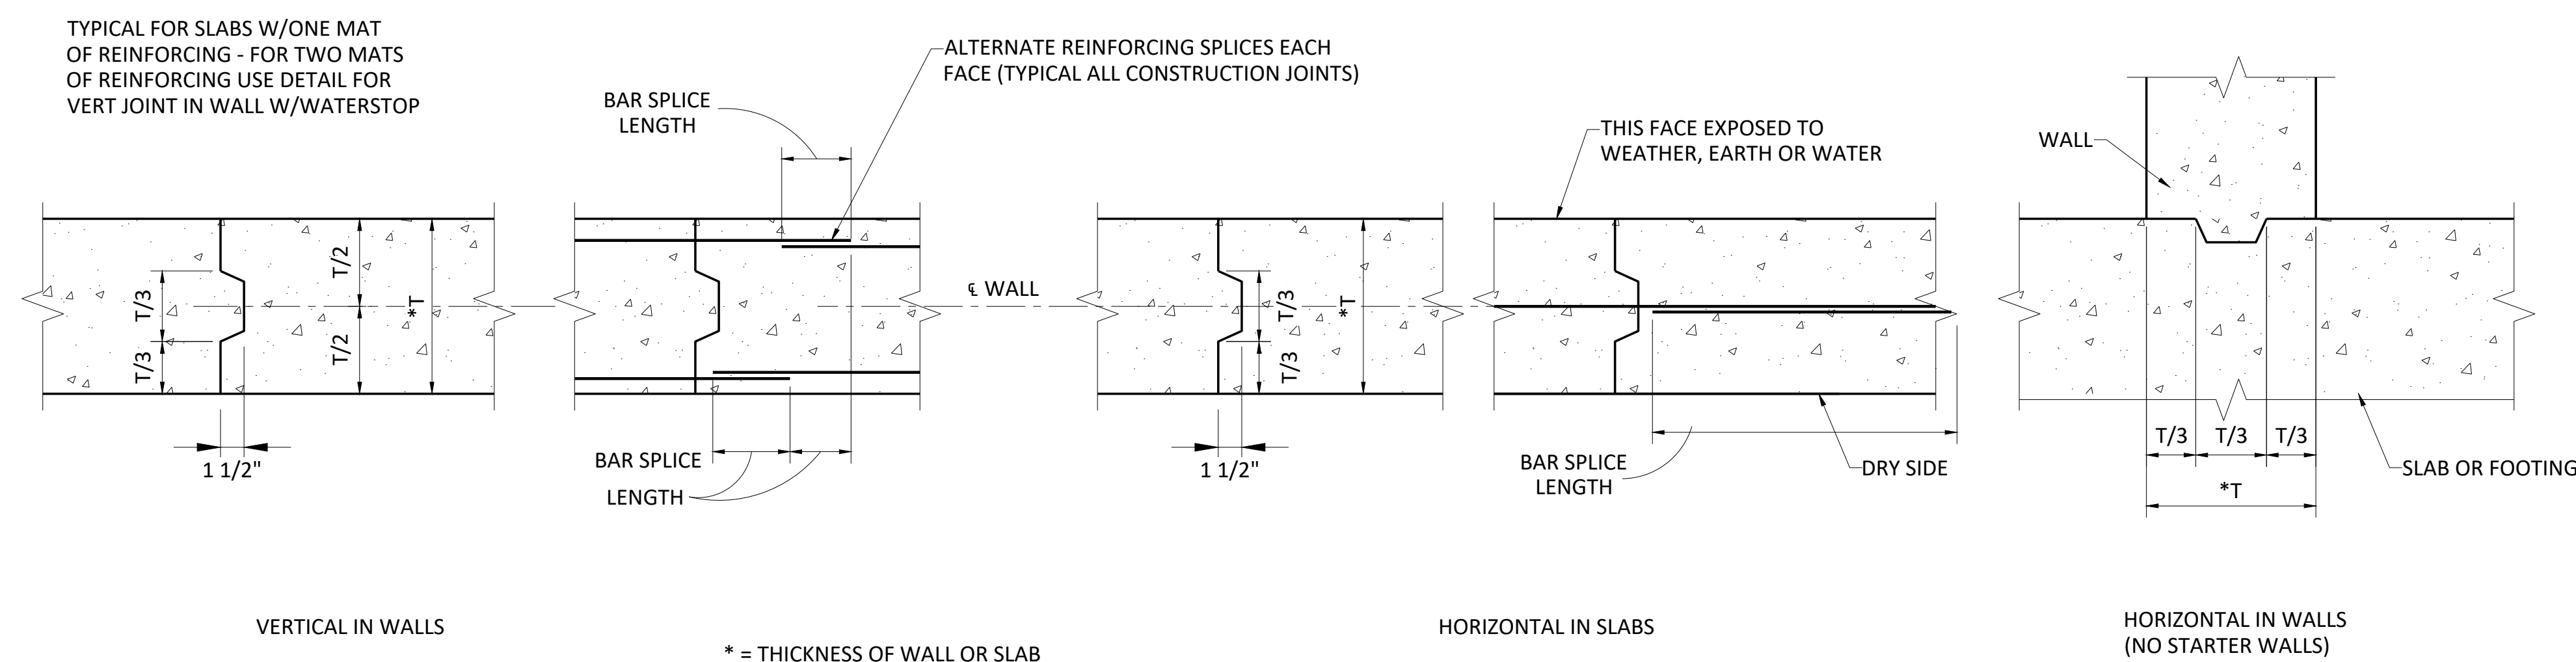 TYPICAL FOR SLABS W/ONE MAT
OF REINFORCING - FOR TWO MATS
OF REINFORCING USE DETAIL FOR
VERT JOINT IN WALL W/WATERSTOP
T/3
T/3
T/2
T/2
*T
1 1/2"
BAR SPLICE
LENGTH
ALTERNATE REINFORCING SPLICES EACH
FACE (TYPICAL ALL CONSTRUCTION JOINTS)
BAR SPLICE
LENGTH
℄ WALL
VERTICAL IN WALLS
* = THICKNESS OF WALL OR SLAB
T/3
T/3
*T
1 1/2"
THIS FACE EXPOSED TO
WEATHER, EARTH OR WATER
BAR SPLICE
LENGTH
DRY SIDE
HORIZONTAL IN SLABS
WALL
T/3
T/3
T/3
*T
SLAB OR FOOTING
HORIZONTAL IN WALLS
(NO STARTER WALLS)